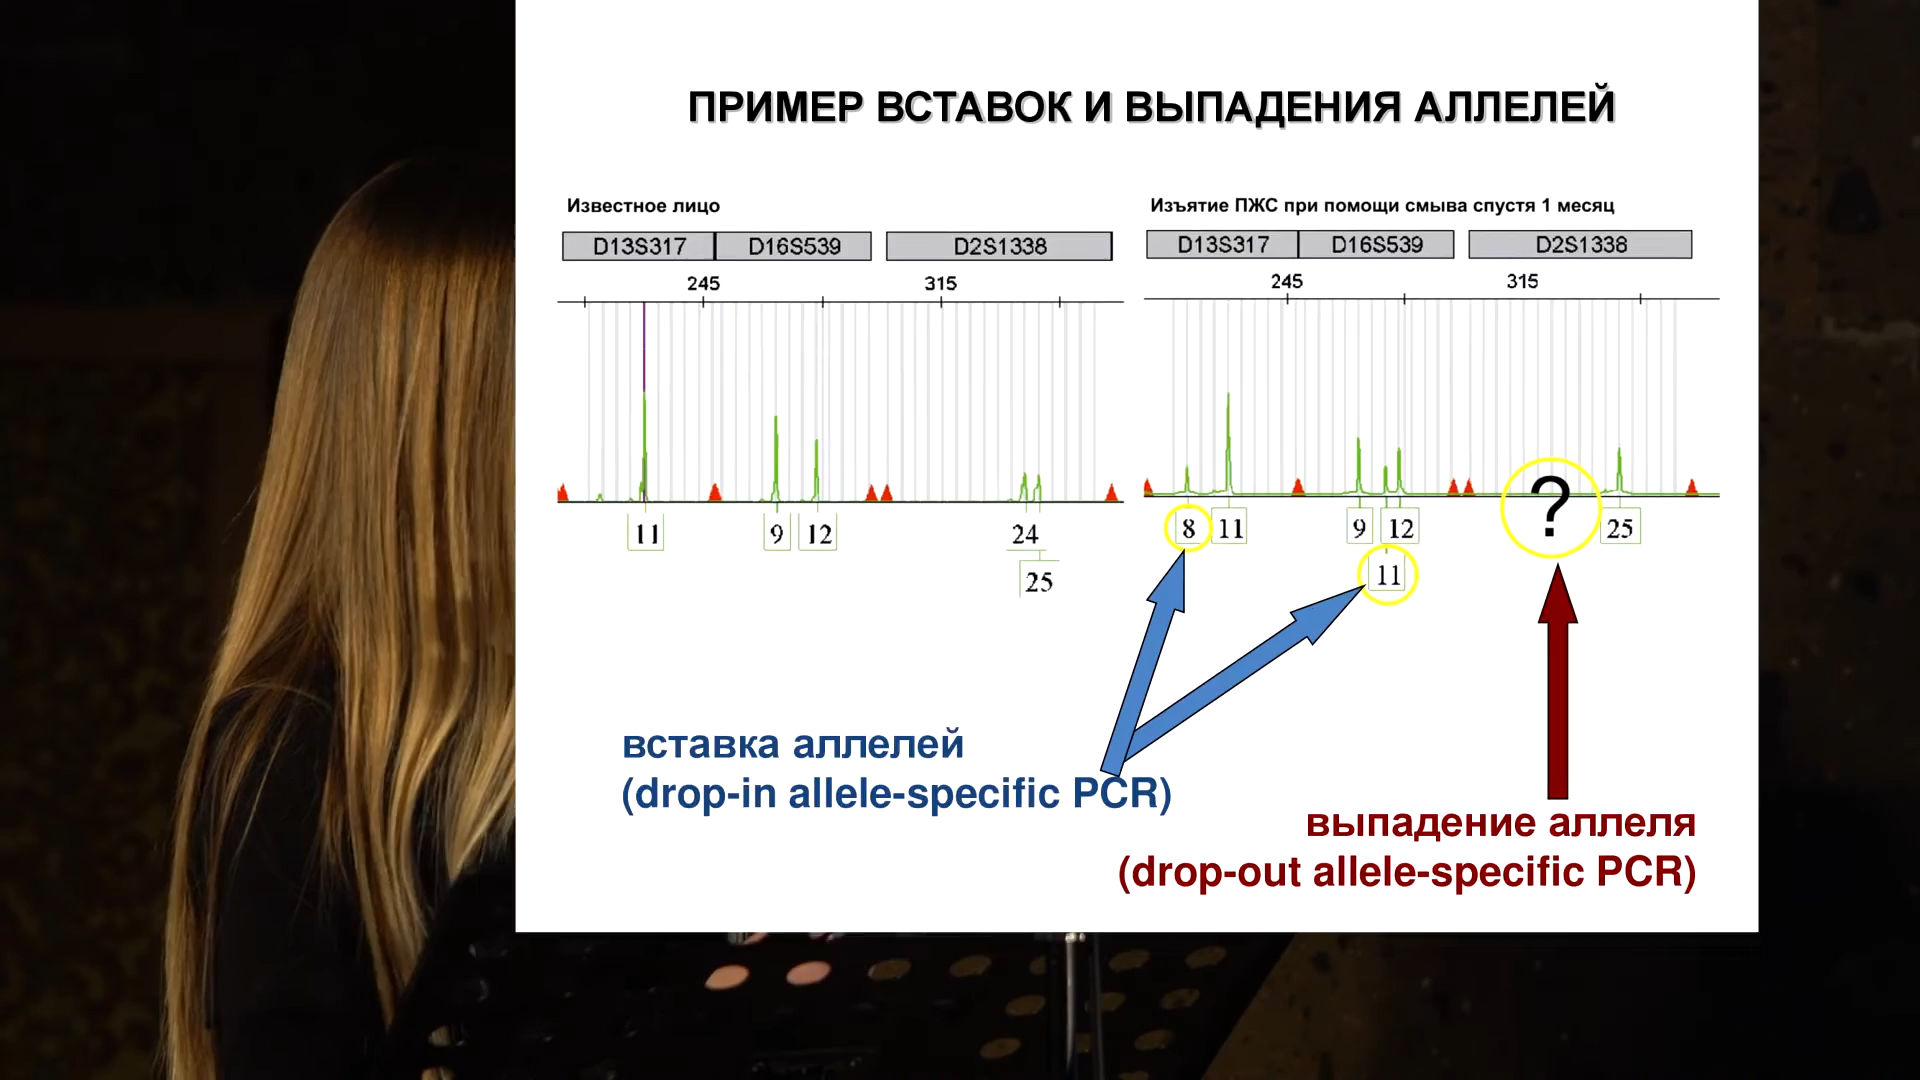 ПРИМЕР ВСТАВОК И ВЫПАДЕНИЯ АЛЛЕЛЕЙ
Известное лицо
D13S317 D16S539 D2S1338
245 315
11 9 12 24
25
Изъятие ПЖС при помощи смыва спустя 1 месяц
D13S317 D16S539 D2S1338
245 315
8 11 9 12 ? 25
11
вставка аллелей
(drop-in allele-specific PCR)
выпадение аллеля
(drop-out allele-specific PCR)